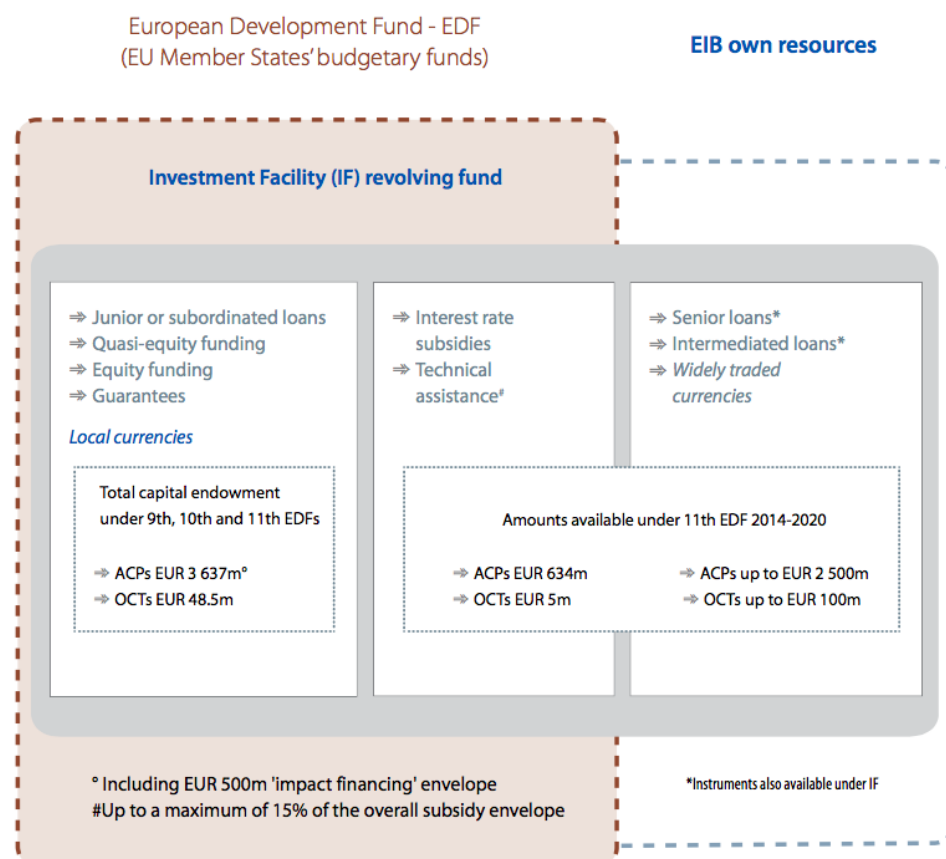 European Development Fund - EDF
(EU Member States’ budgetary funds)
EIB own resources
Investment Facility (IF) revolving fund
⇒ Junior or subordinated loans
⇒ Quasi-equity funding
⇒ Equity funding
⇒ Guarantees
Local currencies
Total capital endowment
under 9th, 10th and 11th EDFs
⇒ ACPs EUR 3 637m°
⇒ OCTs EUR 48.5m
⇒ Interest rate
subsidies
⇒ Technical
assistance#
⇒ Senior loans*
⇒ Intermediated loans*
⇒ Widely traded
currencies
Amounts available under 11th EDF 2014-2020
⇒ ACPs EUR 634m
⇒ OCTs EUR 5m
⇒ ACPs up to EUR 2 500m
⇒ OCTs up to EUR 100m
° Including EUR 500m 'impact financing' envelope
#Up to a maximum of 15% of the overall subsidy envelope
*Instruments also available under IF